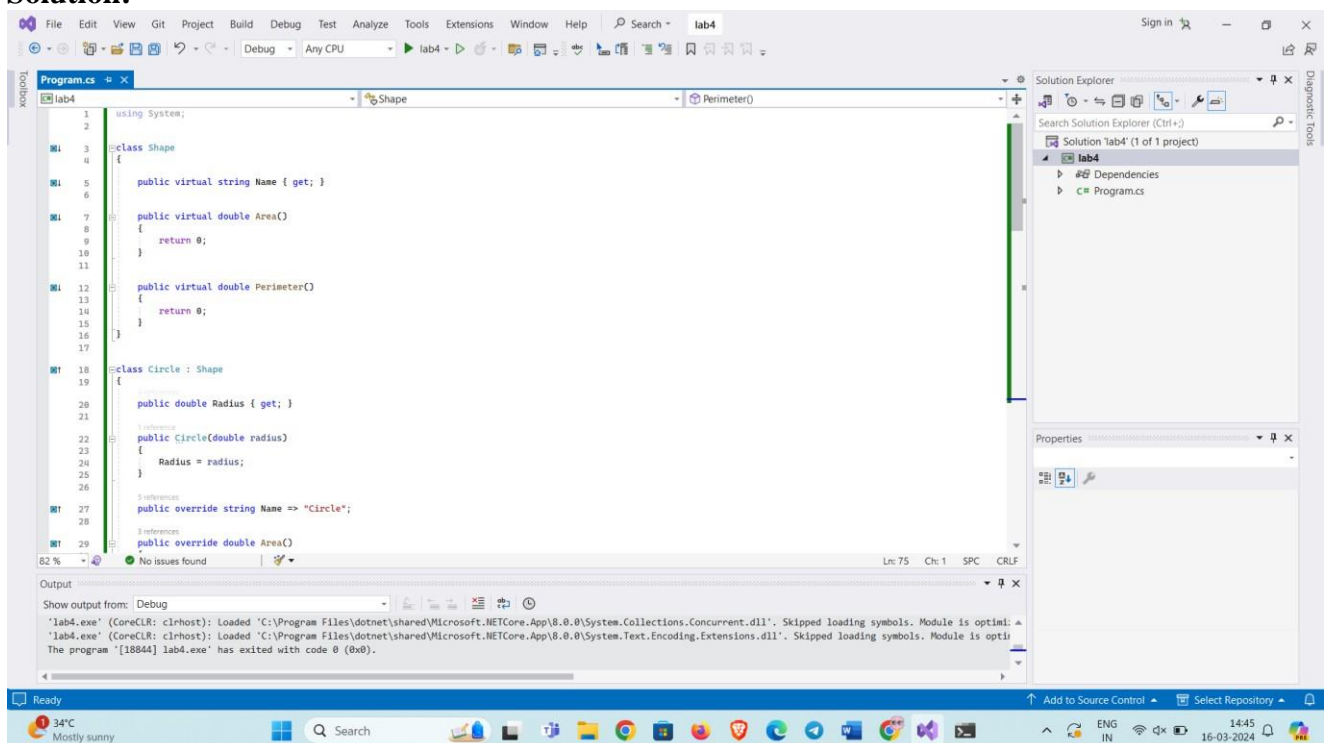 Solution:
File Edit View Git Project Build Debug Test Analyze Tools Extensions Window Help Search lab4 Sign in
Debug Any CPU lab4
Toolbox
Program.cs
Solution Explorer
Diagnostic Tools
lab4 Shape Perimeter()
Search Solution Explorer (Ctrl+;)
Solution 'lab4' (1 of 1 project)
lab4
Dependencies
C# Program.cs
1 using System;
2
3 class Shape
4 {
5 public virtual string Name { get; }
6
7 public virtual double Area()
8 {
9 return 0;
10 }
11
12 public virtual double Perimeter()
13 {
14 return 0;
15 }
16 }
17
18 class Circle : Shape
19 {
20 public double Radius { get; }
21
1 reference
22 public Circle(double radius)
23 {
24 Radius = radius;
25 }
26
27 public override string Name => "Circle";
28
29 public override double Area()
Properties
82 % No issues found Ln: 75 Ch: 1 SPC CRLF
Output
Show output from: Debug
'lab4.exe' (CoreCLR: clrhost): Loaded 'C:\Program Files\dotnet\shared\Microsoft.NETCore.App\8.0.0\System.Collections.Concurrent.dll'. Skipped loading symbols. Module is optimi
'lab4.exe' (CoreCLR: clrhost): Loaded 'C:\Program Files\dotnet\shared\Microsoft.NETCore.App\8.0.0\System.Text.Encoding.Extensions.dll'. Skipped loading symbols. Module is opti
The program '[18844] lab4.exe' has exited with code 0 (0x0).
Ready Add to Source Control Select Repository
34°C
Mostly sunny
Search
ENG
IN
14:45
16-03-2024